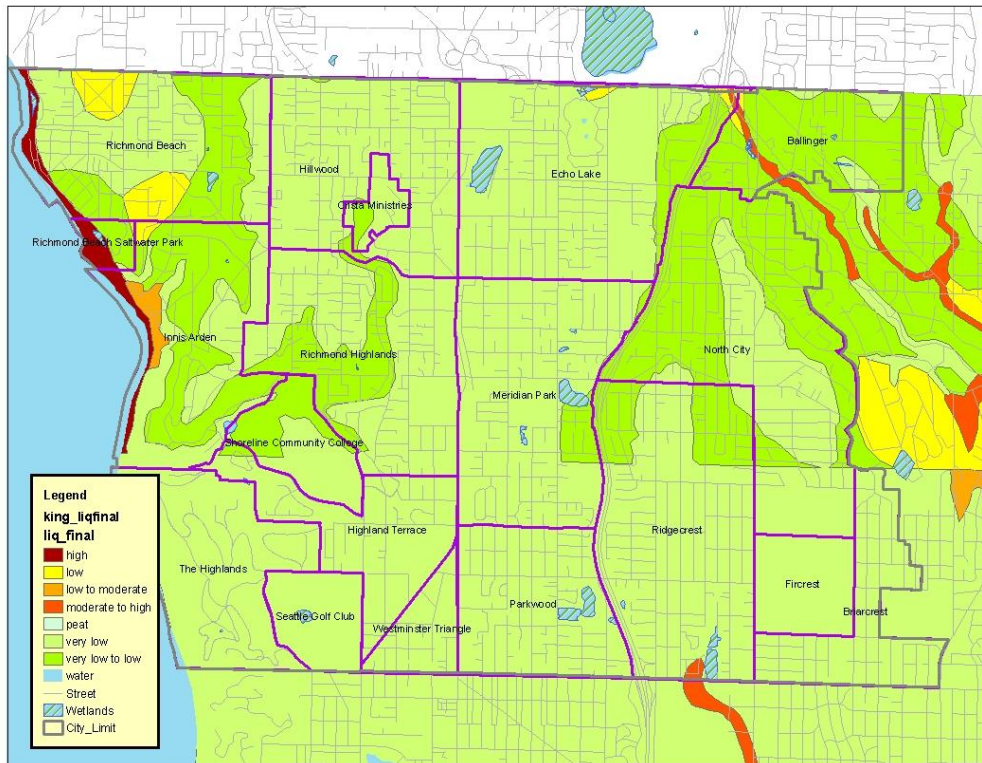 Ballinger
Richmond Beach
Hillwood
Echo Lake
Crista Ministries
Richmond Beach Saltwater Park
Innis Arden
Richmond Highlands
North City
Meridian Park
Shoreline Community College
Highland Terrace
Ridgecrest
The Highlands
Fircrest
Parkwood
Briarcrest
Seattle Golf Club
Westminster Triangle
Legend
king_liqfinal
liq_final
high
low
low to moderate
moderate to high
peat
very low
very low to low
water
Street
Wetlands
City_Limit